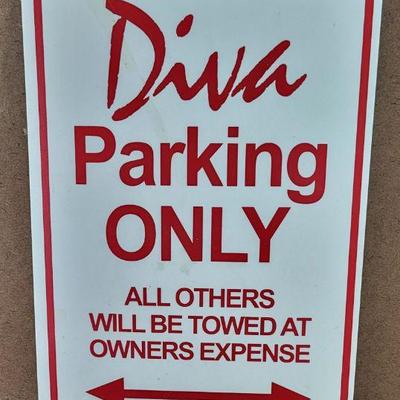 Diva
Parking
ONLY
ALL OTHERS
WILL BE TOWED AT
OWNERS EXPENSE